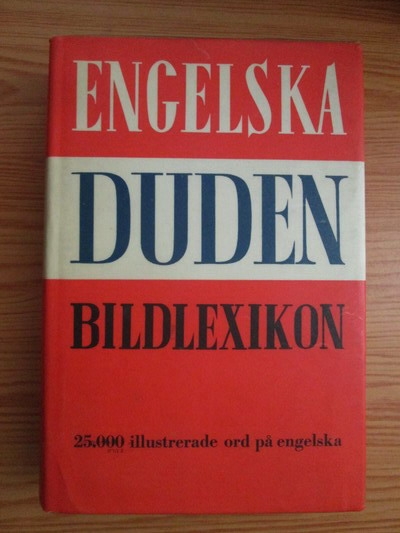 ENGELSKA
DUDEN
BILDLEXIKON
25.000 illustrerade ord på engelska